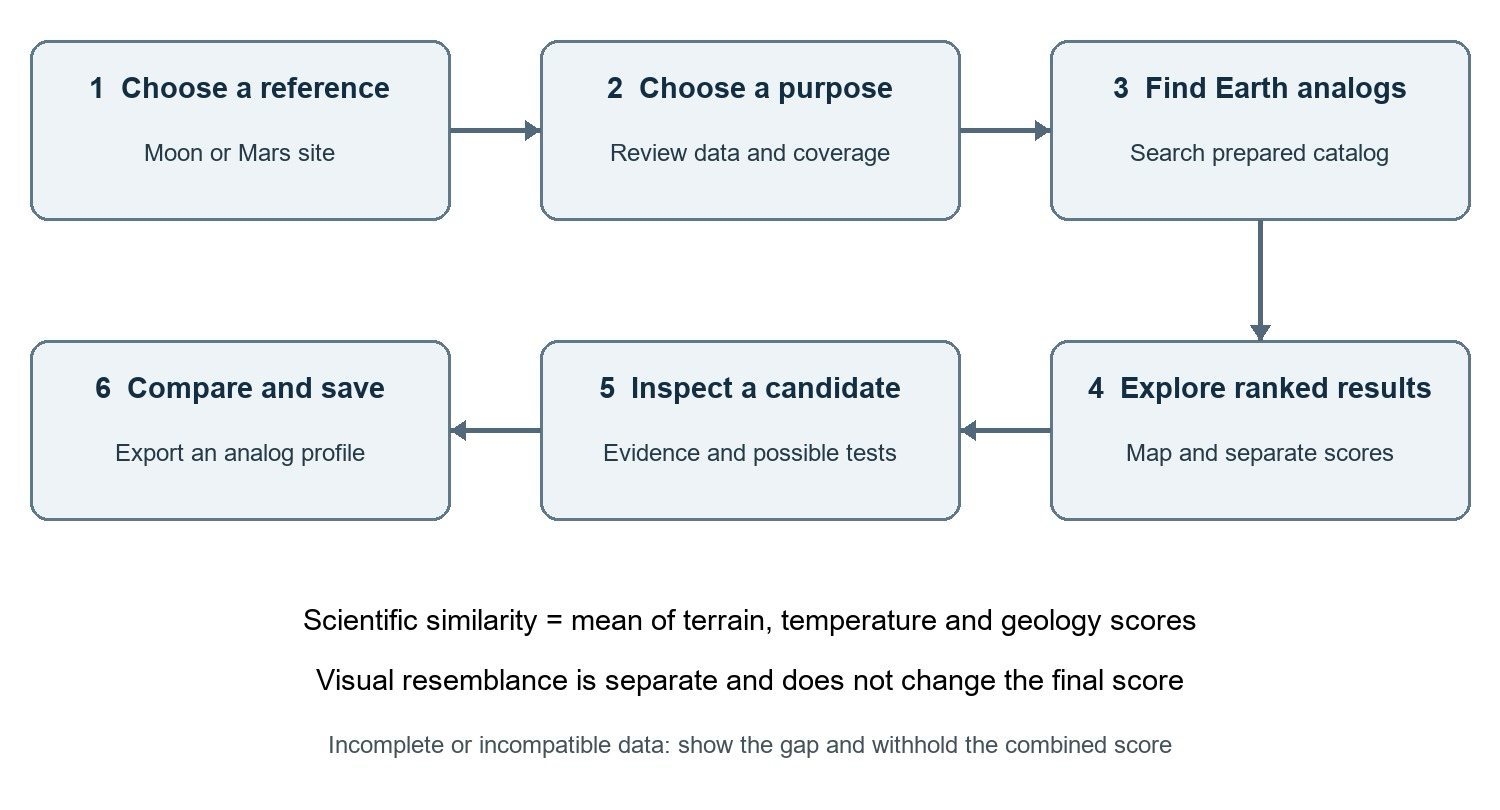 1 Choose a reference
Moon or Mars site
2 Choose a purpose
Review data and coverage
3 Find Earth analogs
Search prepared catalog
4 Explore ranked results
Map and separate scores
5 Inspect a candidate
Evidence and possible tests
6 Compare and save
Export an analog profile
Scientific similarity = mean of terrain, temperature and geology scores
Visual resemblance is separate and does not change the final score
Incomplete or incompatible data: show the gap and withhold the combined score